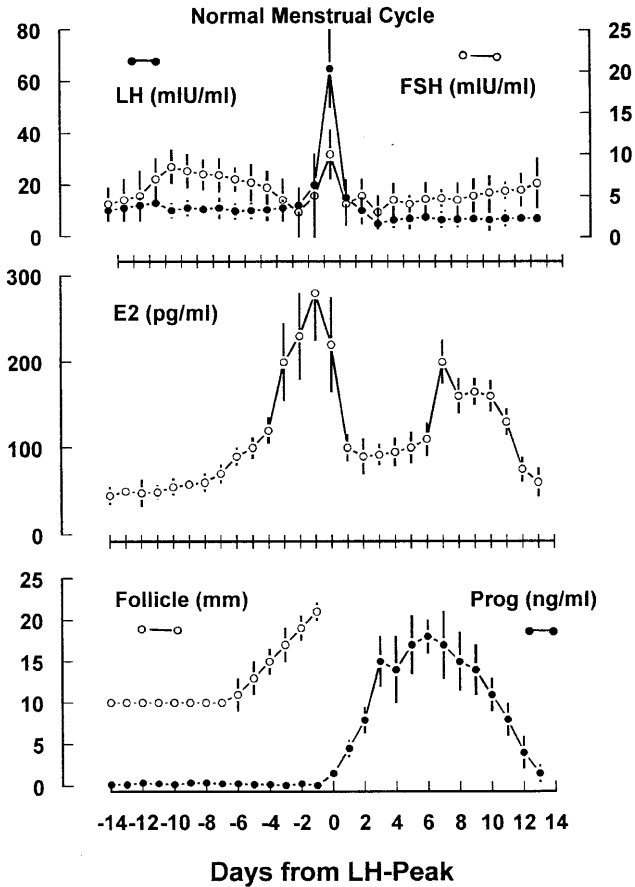 Normal Menstrual Cycle
80
25
LH (mIU/ml)
FSH (mIU/ml)
20
60
15
40
10
20
5
0
0
300
E2 (pg/ml)
200
100
0
25
Follicle (mm)
Prog (ng/ml)
20
15
10
5
0
-14 -12 -10 -8 -6 -4 -2 0 2 4 6 8 10 12 14
Days from LH-Peak